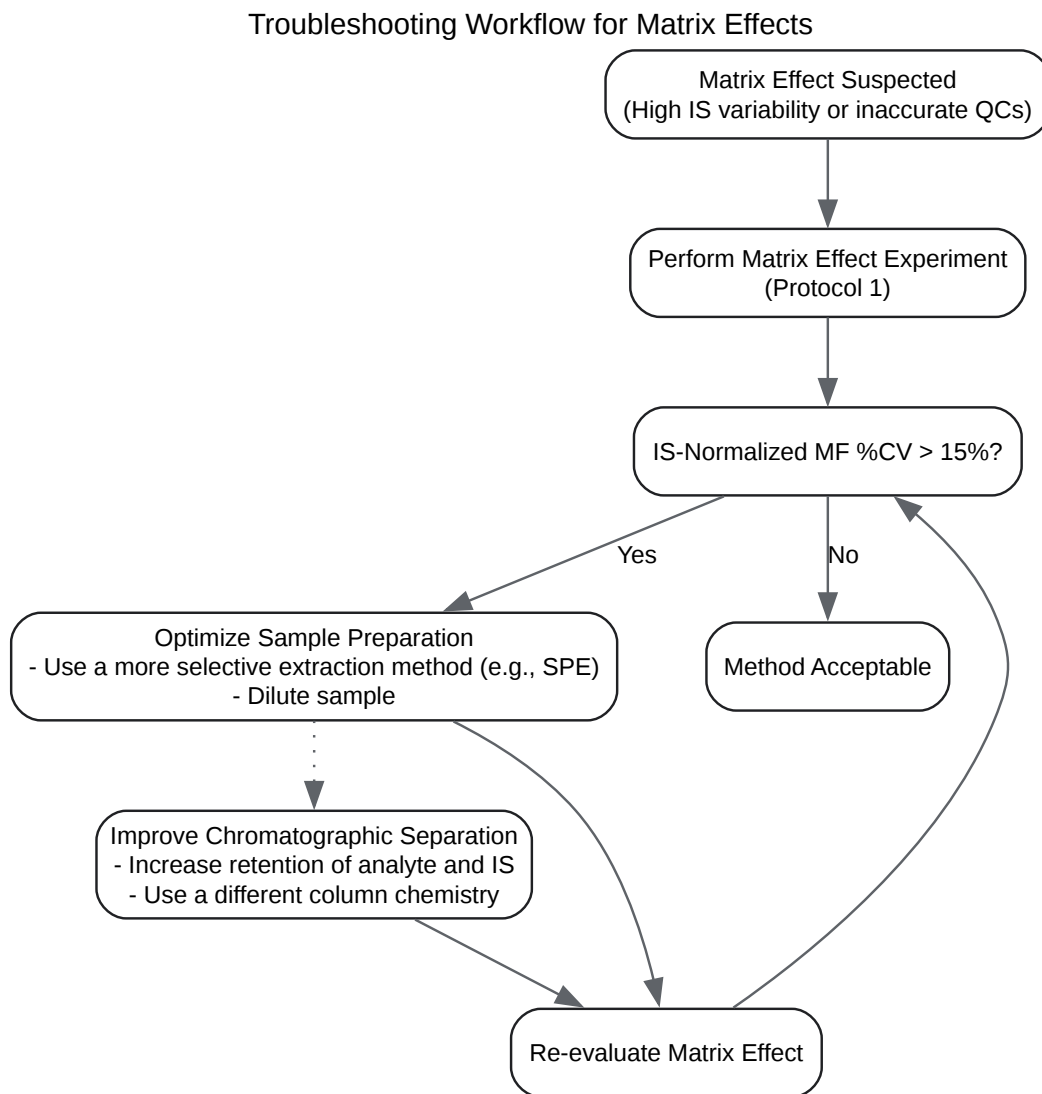 Troubleshooting Workflow for Matrix Effects
Matrix Effect Suspected
(High IS variability or inaccurate QCs)
Perform Matrix Effect Experiment
(Protocol 1)
IS-Normalized MF %CV > 15%?
Yes
No
Optimize Sample Preparation
- Use a more selective extraction method (e.g., SPE)
- Dilute sample
Method Acceptable
Improve Chromatographic Separation
- Increase retention of analyte and IS
- Use a different column chemistry
Re-evaluate Matrix Effect